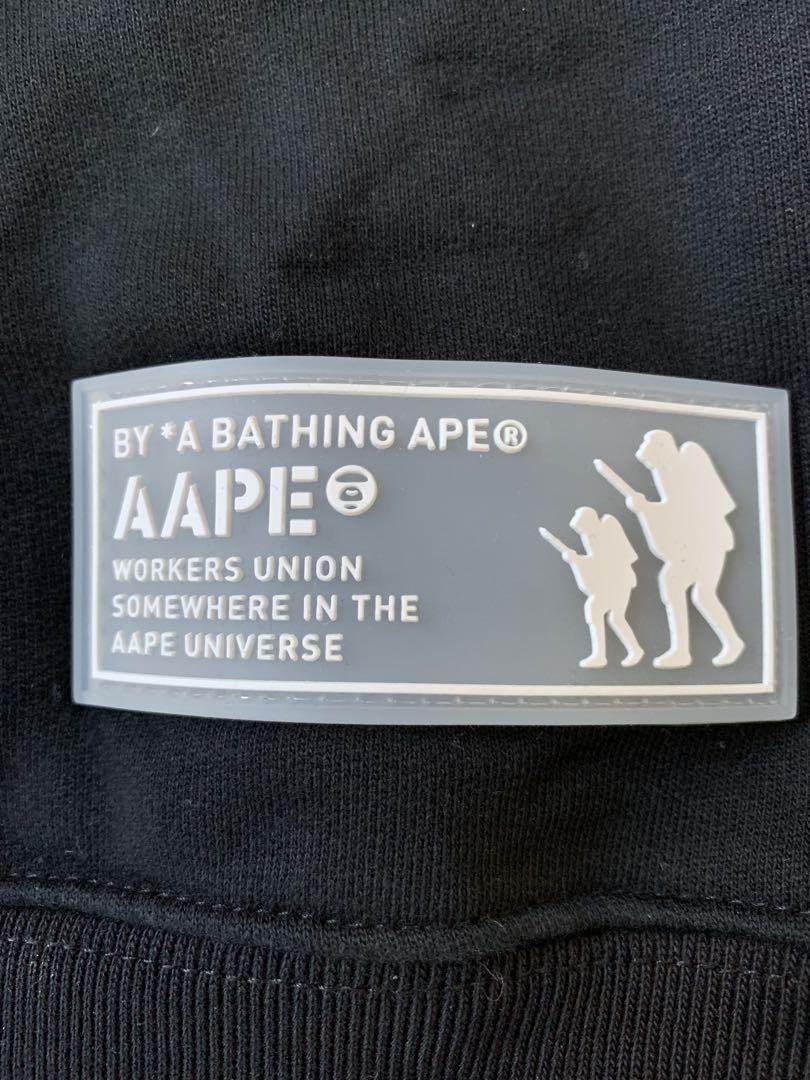 BY *A BATHING APE®
AAPE
WORKERS UNION
SOMEWHERE IN THE
AAPE UNIVERSE